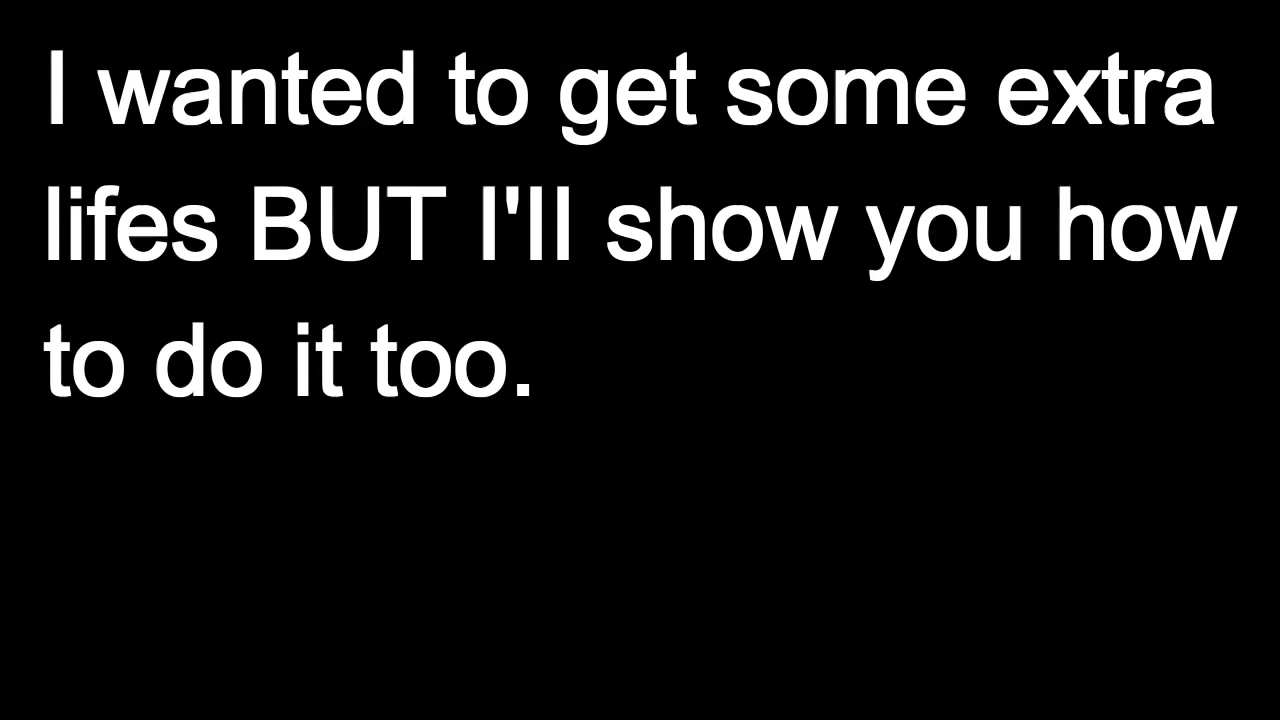 I wanted to get some extra
lifes BUT I'll show you how
to do it too.